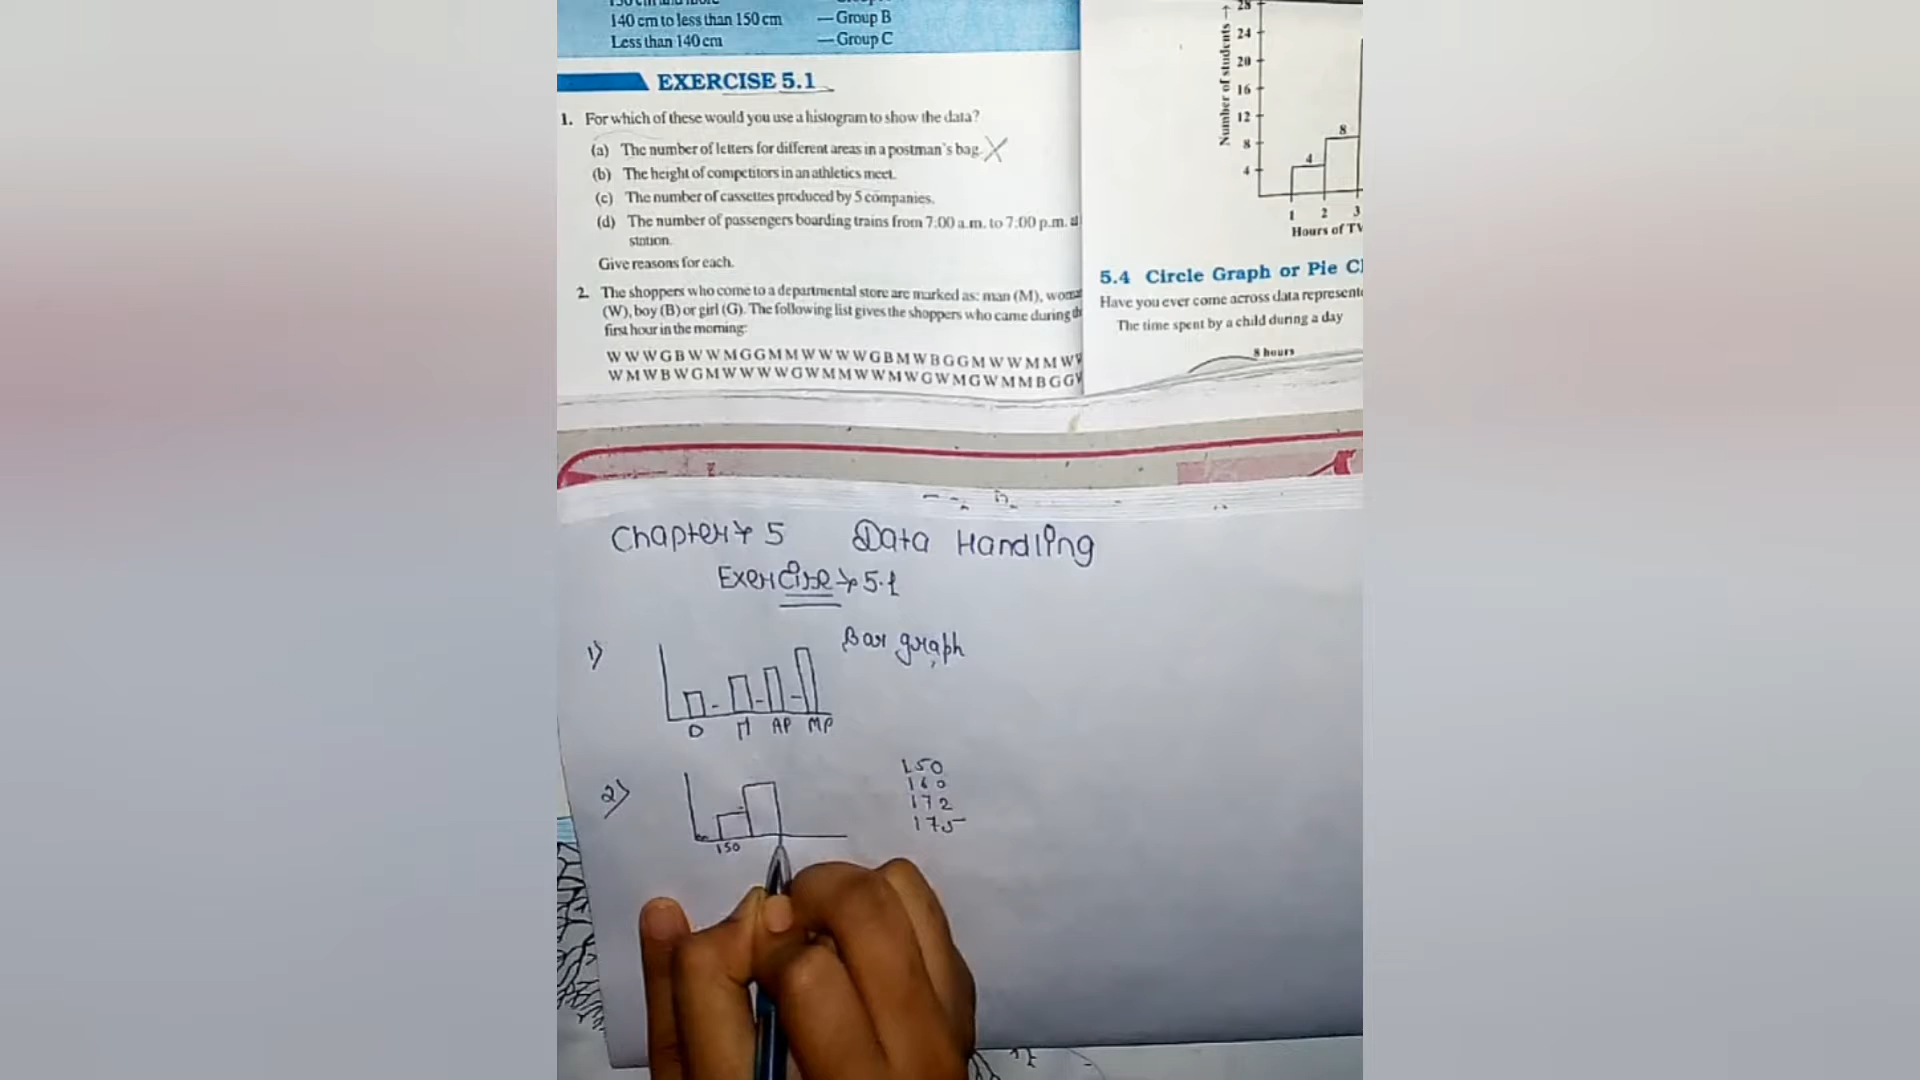 140 cm to less than 150 cm — Group B
Less than 140 cm — Group C
EXERCISE 5.1
1. For which of these would you use a histogram to show the data?
(a) The number of letters for different areas in a postman's bag.
(b) The height of competitors in an athletics meet.
(c) The number of cassettes produced by 5 companies.
(d) The number of passengers boarding trains from 7:00 a.m. to 7:00 p.m. at
station.
Give reasons for each.
2. The shoppers who come to a departmental store are marked as: man (M),
(W), boy (B) or girl (G). The following list gives the shoppers who came during the
first hour in the morning:
W W W G B W W M G G M M W W W W G B M W B G G M W W M M W
W M W B W G M W W W W G W M M W W M W G W M G W M M B G G
Number of students →
28
24
20
16
12
8
4
4
8
1 2 3
Hours of TV
5.4 Circle Graph or Pie
Have you ever come across data
The time spent by a child during a day
8 hours
Chapter → 5 Data Handling
Exercise → 5.1
1)
Bar graph
D M AP MP
2)
150
150
160
172
175